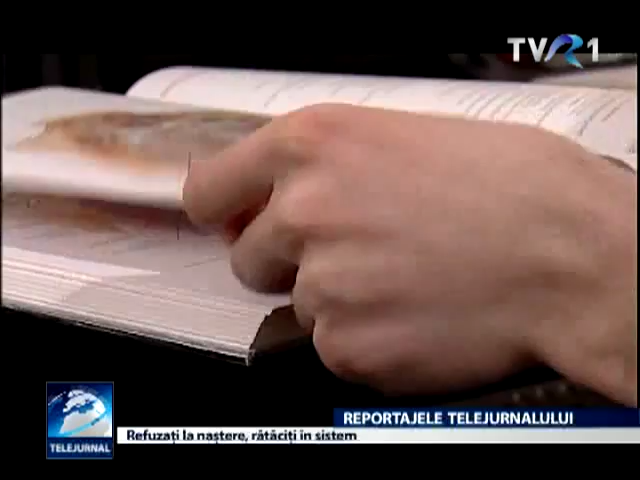 TVR1
REPORTAJELE TELEJURNALULUI
Refuzați la naștere, rătăciți în sistem
TELEJURNAL